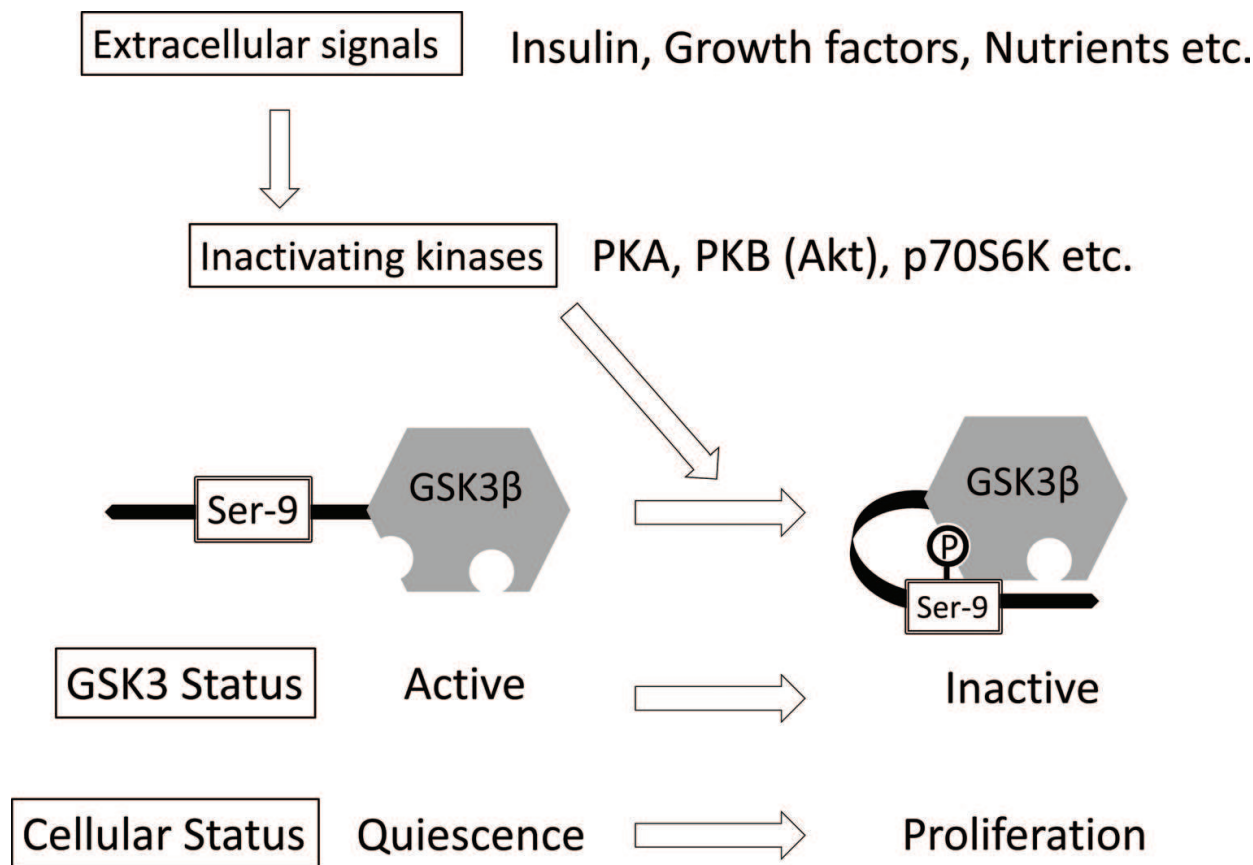 Extracellular signals Insulin, Growth factors, Nutrients etc.
Inactivating kinases PKA, PKB (Akt), p70S6K etc.
Ser-9 GSK3β GSK3β
P
Ser-9
GSK3 Status Active Inactive
Cellular Status Quiescence Proliferation